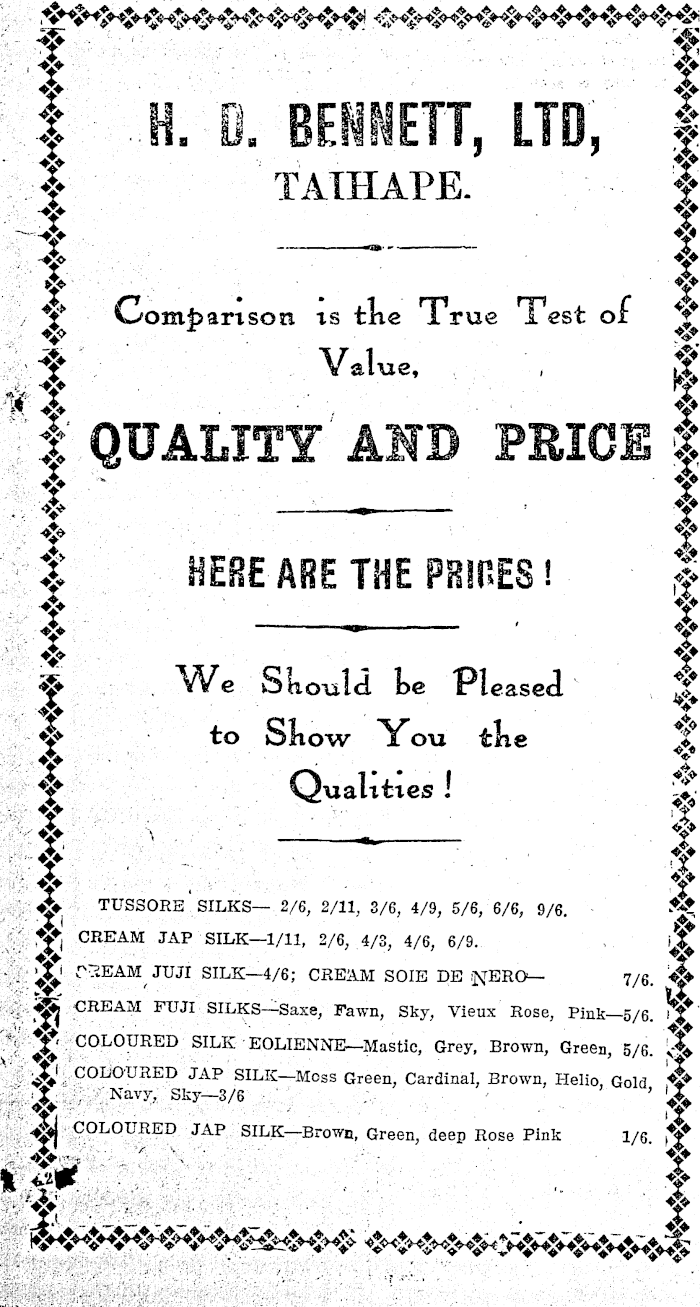 H. D. BENNETT, LTD,
TAIHAPE.
Comparison is the True Test of
Value,
QUALITY AND PRICE
HERE ARE THE PRICES!
We Should be Pleased
to Show You the
Qualities!
TUSSORE SILKS— 2/6, 2/11, 3/6, 4/9, 5/6, 6/6, 9/6.
CREAM JAP SILK—1/11, 2/6, 4/3, 4/6, 6/9.
CREAM JUJI SILK—4/6; CREAM SOIE DE NERO— 7/6.
CREAM FUJI SILKS—Saxe, Fawn, Sky, Vieux Rose, Pink—5/6.
COLOURED SILK EOLIENNE—Mastic, Grey, Brown, Green, 5/6.
COLOURED JAP SILK—Moss Green, Cardinal, Brown, Helio, Gold,
Navy, Sky—3/6
COLOURED JAP SILK—Brown, Green, deep Rose Pink 1/6.